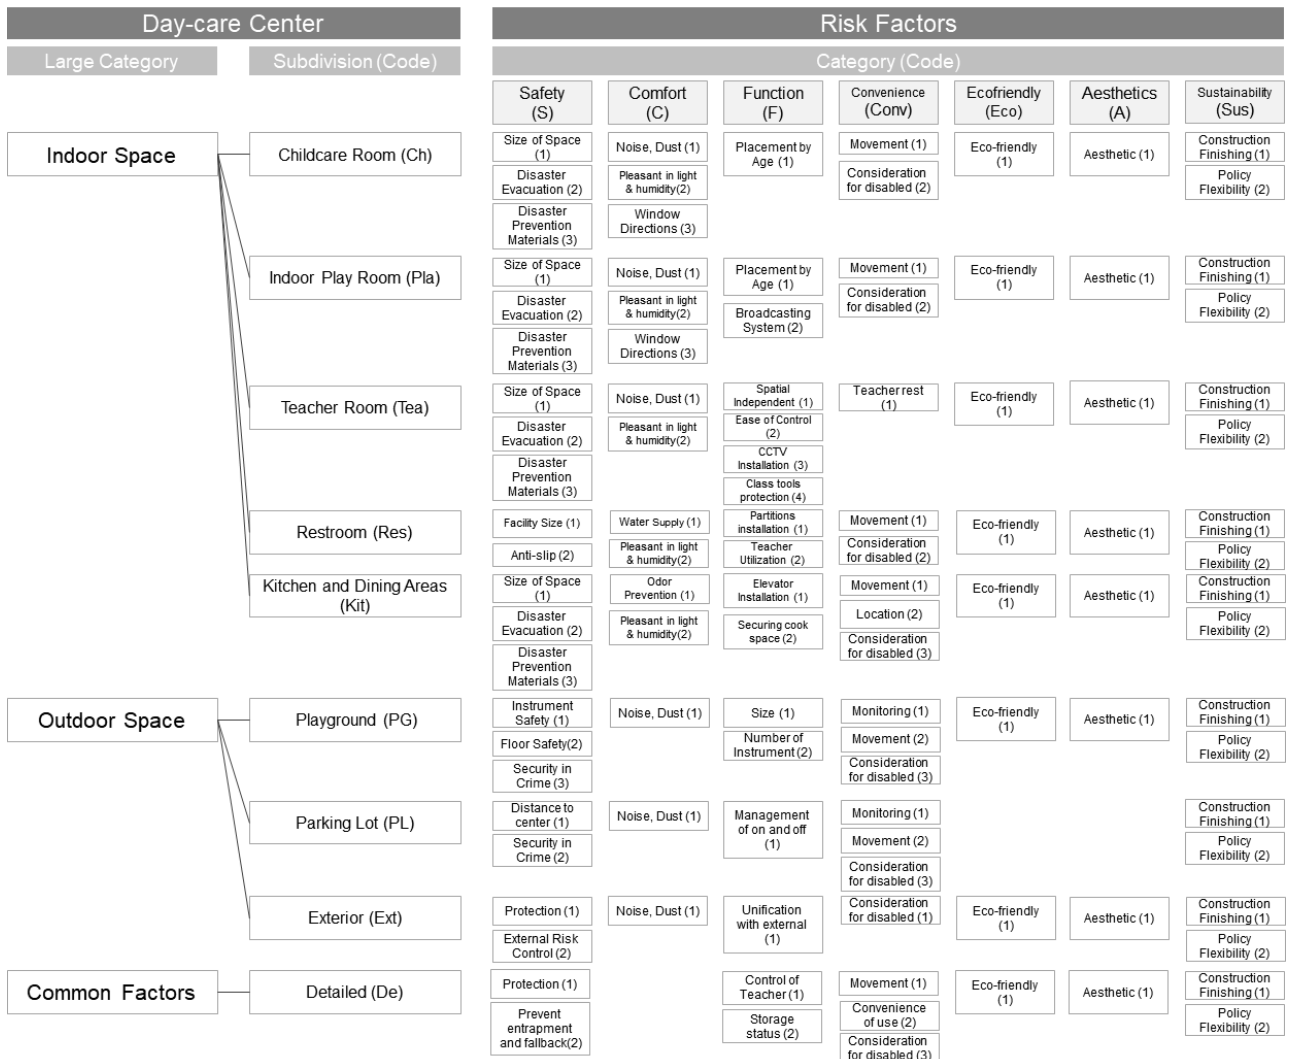 Day-care Center
Risk Factors
Large Category
Subdivision (Code)
Category (Code)
Safety
(S)
Comfort
(C)
Function
(F)
Convenience
(Conv)
Ecofriendly
(Eco)
Aesthetics
(A)
Sustainability
(Sus)
Indoor Space
Childcare Room (Ch)
Size of Space
(1)
Disaster
Evacuation (2)
Disaster
Prevention
Materials (3)
Noise, Dust (1)
Pleasant in light
& humidity(2)
Window
Directions (3)
Placement by
Age (1)
Movement (1)
Consideration
for disabled (2)
Eco-friendly
(1)
Aesthetic (1)
Construction
Finishing (1)
Policy
Flexibility (2)
Indoor Play Room (Pla)
Size of Space
(1)
Disaster
Evacuation (2)
Disaster
Prevention
Materials (3)
Noise, Dust (1)
Pleasant in light
& humidity(2)
Window
Directions (3)
Placement by
Age (1)
Broadcasting
System (2)
Movement (1)
Consideration
for disabled (2)
Eco-friendly
(1)
Aesthetic (1)
Construction
Finishing (1)
Policy
Flexibility (2)
Teacher Room (Tea)
Size of Space
(1)
Disaster
Evacuation (2)
Disaster
Prevention
Materials (3)
Noise, Dust (1)
Pleasant in light
& humidity(2)
Spatial
Independent (1)
Ease of Control
(2)
CCTV
Installation (3)
Class tools
protection (4)
Teacher rest
(1)
Eco-friendly
(1)
Aesthetic (1)
Construction
Finishing (1)
Policy
Flexibility (2)
Restroom (Res)
Facility Size (1)
Anti-slip (2)
Water Supply (1)
Pleasant in light
& humidity(2)
Partitions
installation (1)
Teacher
Utilization (2)
Movement (1)
Consideration
for disabled (2)
Eco-friendly
(1)
Aesthetic (1)
Construction
Finishing (1)
Policy
Flexibility (2)
Kitchen and Dining Areas
(Kit)
Size of Space
(1)
Disaster
Evacuation (2)
Disaster
Prevention
Materials (3)
Odor
Prevention (1)
Pleasant in light
& humidity(2)
Elevator
Installation (1)
Securing cook
space (2)
Movement (1)
Location (2)
Consideration
for disabled (3)
Eco-friendly
(1)
Aesthetic (1)
Construction
Finishing (1)
Policy
Flexibility (2)
Outdoor Space
Playground (PG)
Instrument
Safety (1)
Floor Safety(2)
Security in
Crime (3)
Noise, Dust (1)
Size (1)
Number of
Instrument (2)
Monitoring (1)
Movement (2)
Consideration
for disabled (3)
Eco-friendly
(1)
Aesthetic (1)
Construction
Finishing (1)
Policy
Flexibility (2)
Parking Lot (PL)
Distance to
center (1)
Security in
Crime (2)
Noise, Dust (1)
Management
of on and off
(1)
Monitoring (1)
Movement (2)
Consideration
for disabled (3)
Construction
Finishing (1)
Policy
Flexibility (2)
Exterior (Ext)
Protection (1)
External Risk
Control (2)
Noise, Dust (1)
Unification
with external
(1)
Consideration
for disabled (1)
Eco-friendly
(1)
Aesthetic (1)
Construction
Finishing (1)
Policy
Flexibility (2)
Common Factors
Detailed (De)
Protection (1)
Prevent
entrapment
and fallback(2)
Control of
Teacher (1)
Storage
status (2)
Movement (1)
Convenience
of use (2)
Consideration
for disabled (3)
Eco-friendly
(1)
Aesthetic (1)
Construction
Finishing (1)
Policy
Flexibility (2)